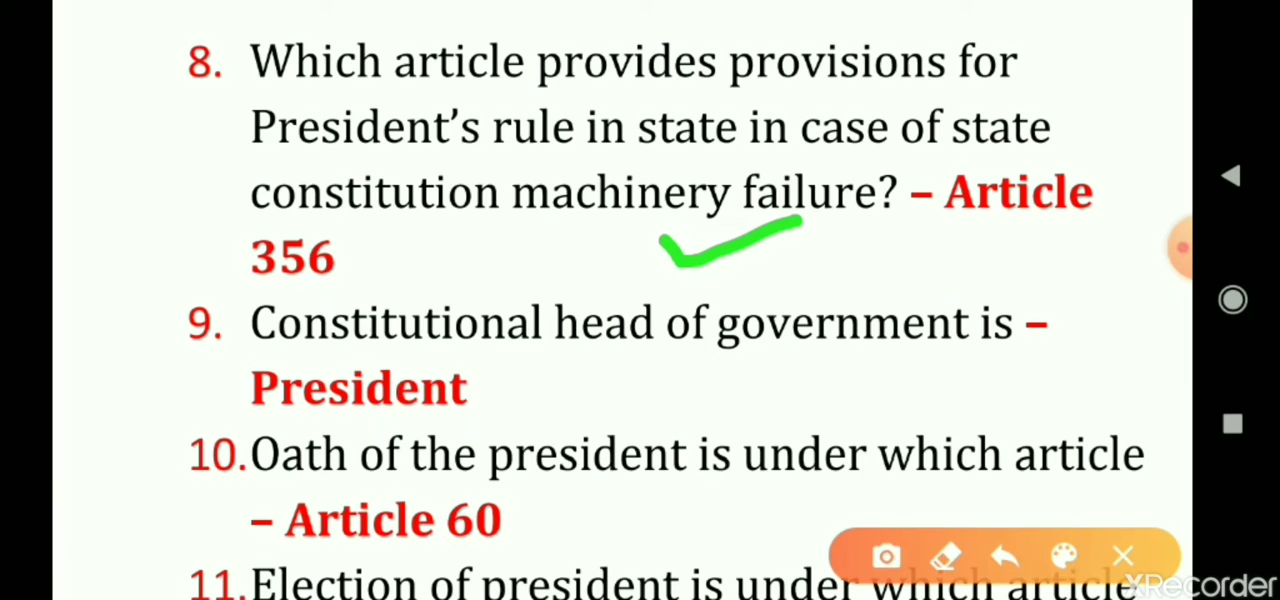 8. Which article provides provisions for
President’s rule in state in case of state
constitution machinery failure? – Article
356
9. Constitutional head of government is –
President
10. Oath of the president is under which article
– Article 60
11. Election of president is under which article
XRecorder